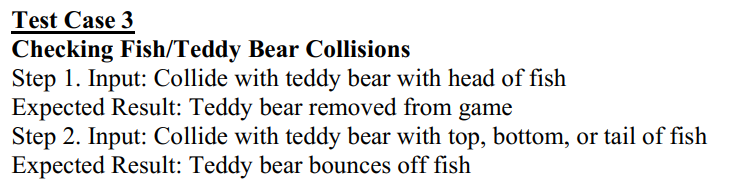 Test Case 3
Checking Fish/Teddy Bear Collisions
Step 1. Input: Collide with teddy bear with head of fish
Expected Result: Teddy bear removed from game
Step 2. Input: Collide with teddy bear with top, bottom, or tail of fish
Expected Result: Teddy bear bounces off fish